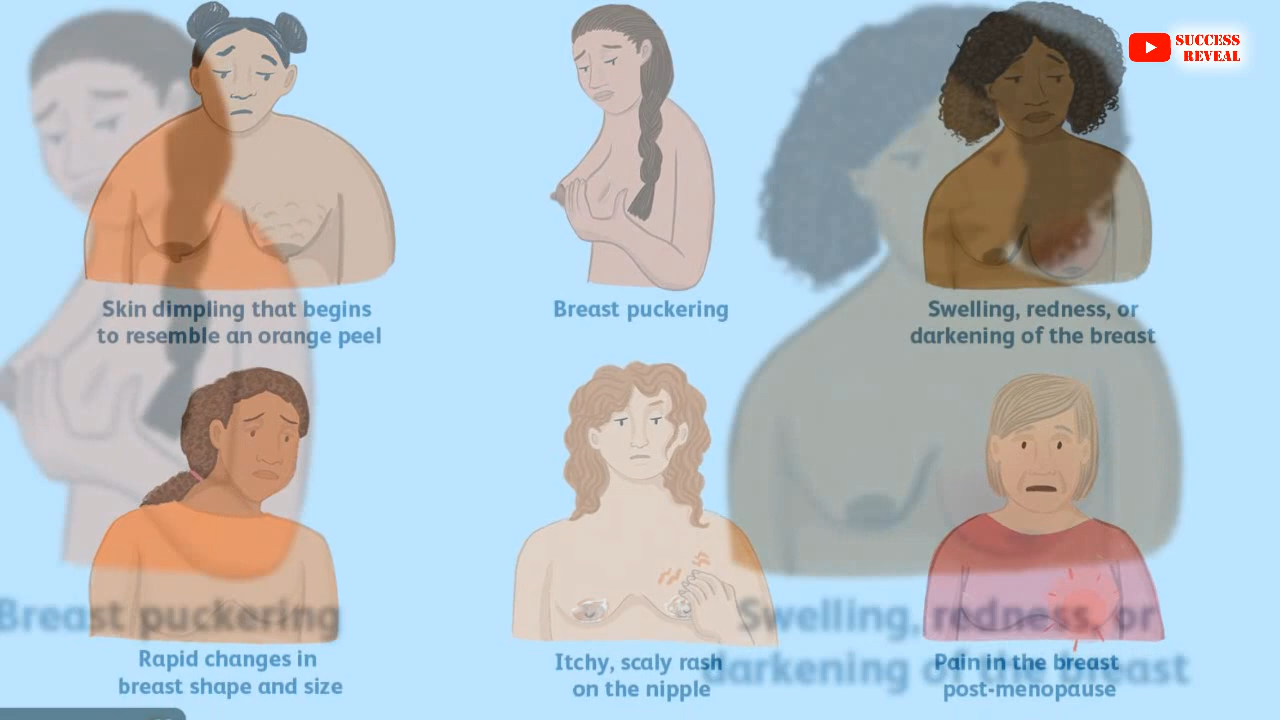 SUCCESS
REVEAL
Skin dimpling that begins
to resemble an orange peel
Breast puckering
Swelling, redness, or
darkening of the breast
Breast puckering
Swelling, redness, or
darkening of the breast
Rapid changes in
breast shape and size
Itchy, scaly rash
on the nipple
Pain in the breast
post-menopause